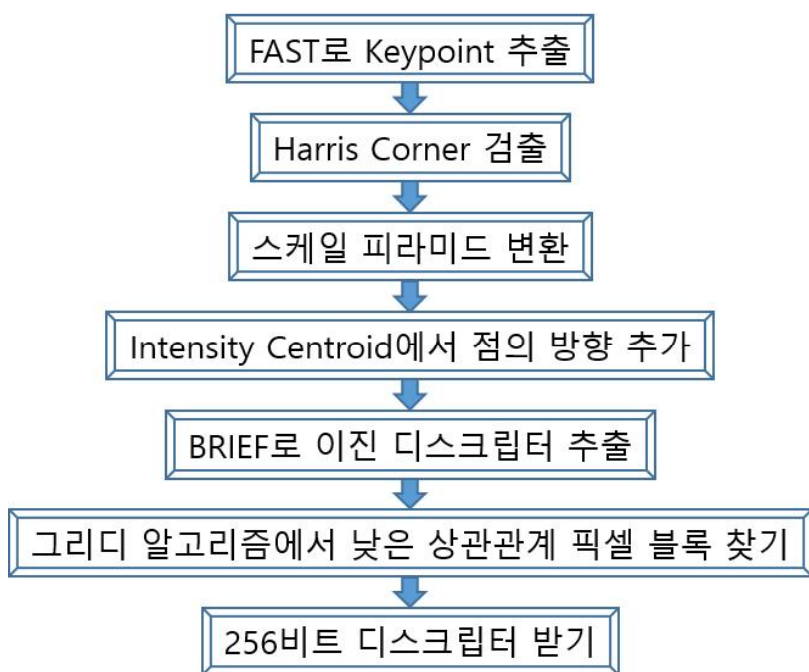 FAST로 Keypoint 추출
Harris Corner 검출
스케일 피라미드 변환
Intensity Centroid에서 점의 방향 추가
BRIEF로 이진 디스크립터 추출
그리디 알고리즘에서 낮은 상관관계 픽셀 블록 찾기
256비트 디스크립터 받기